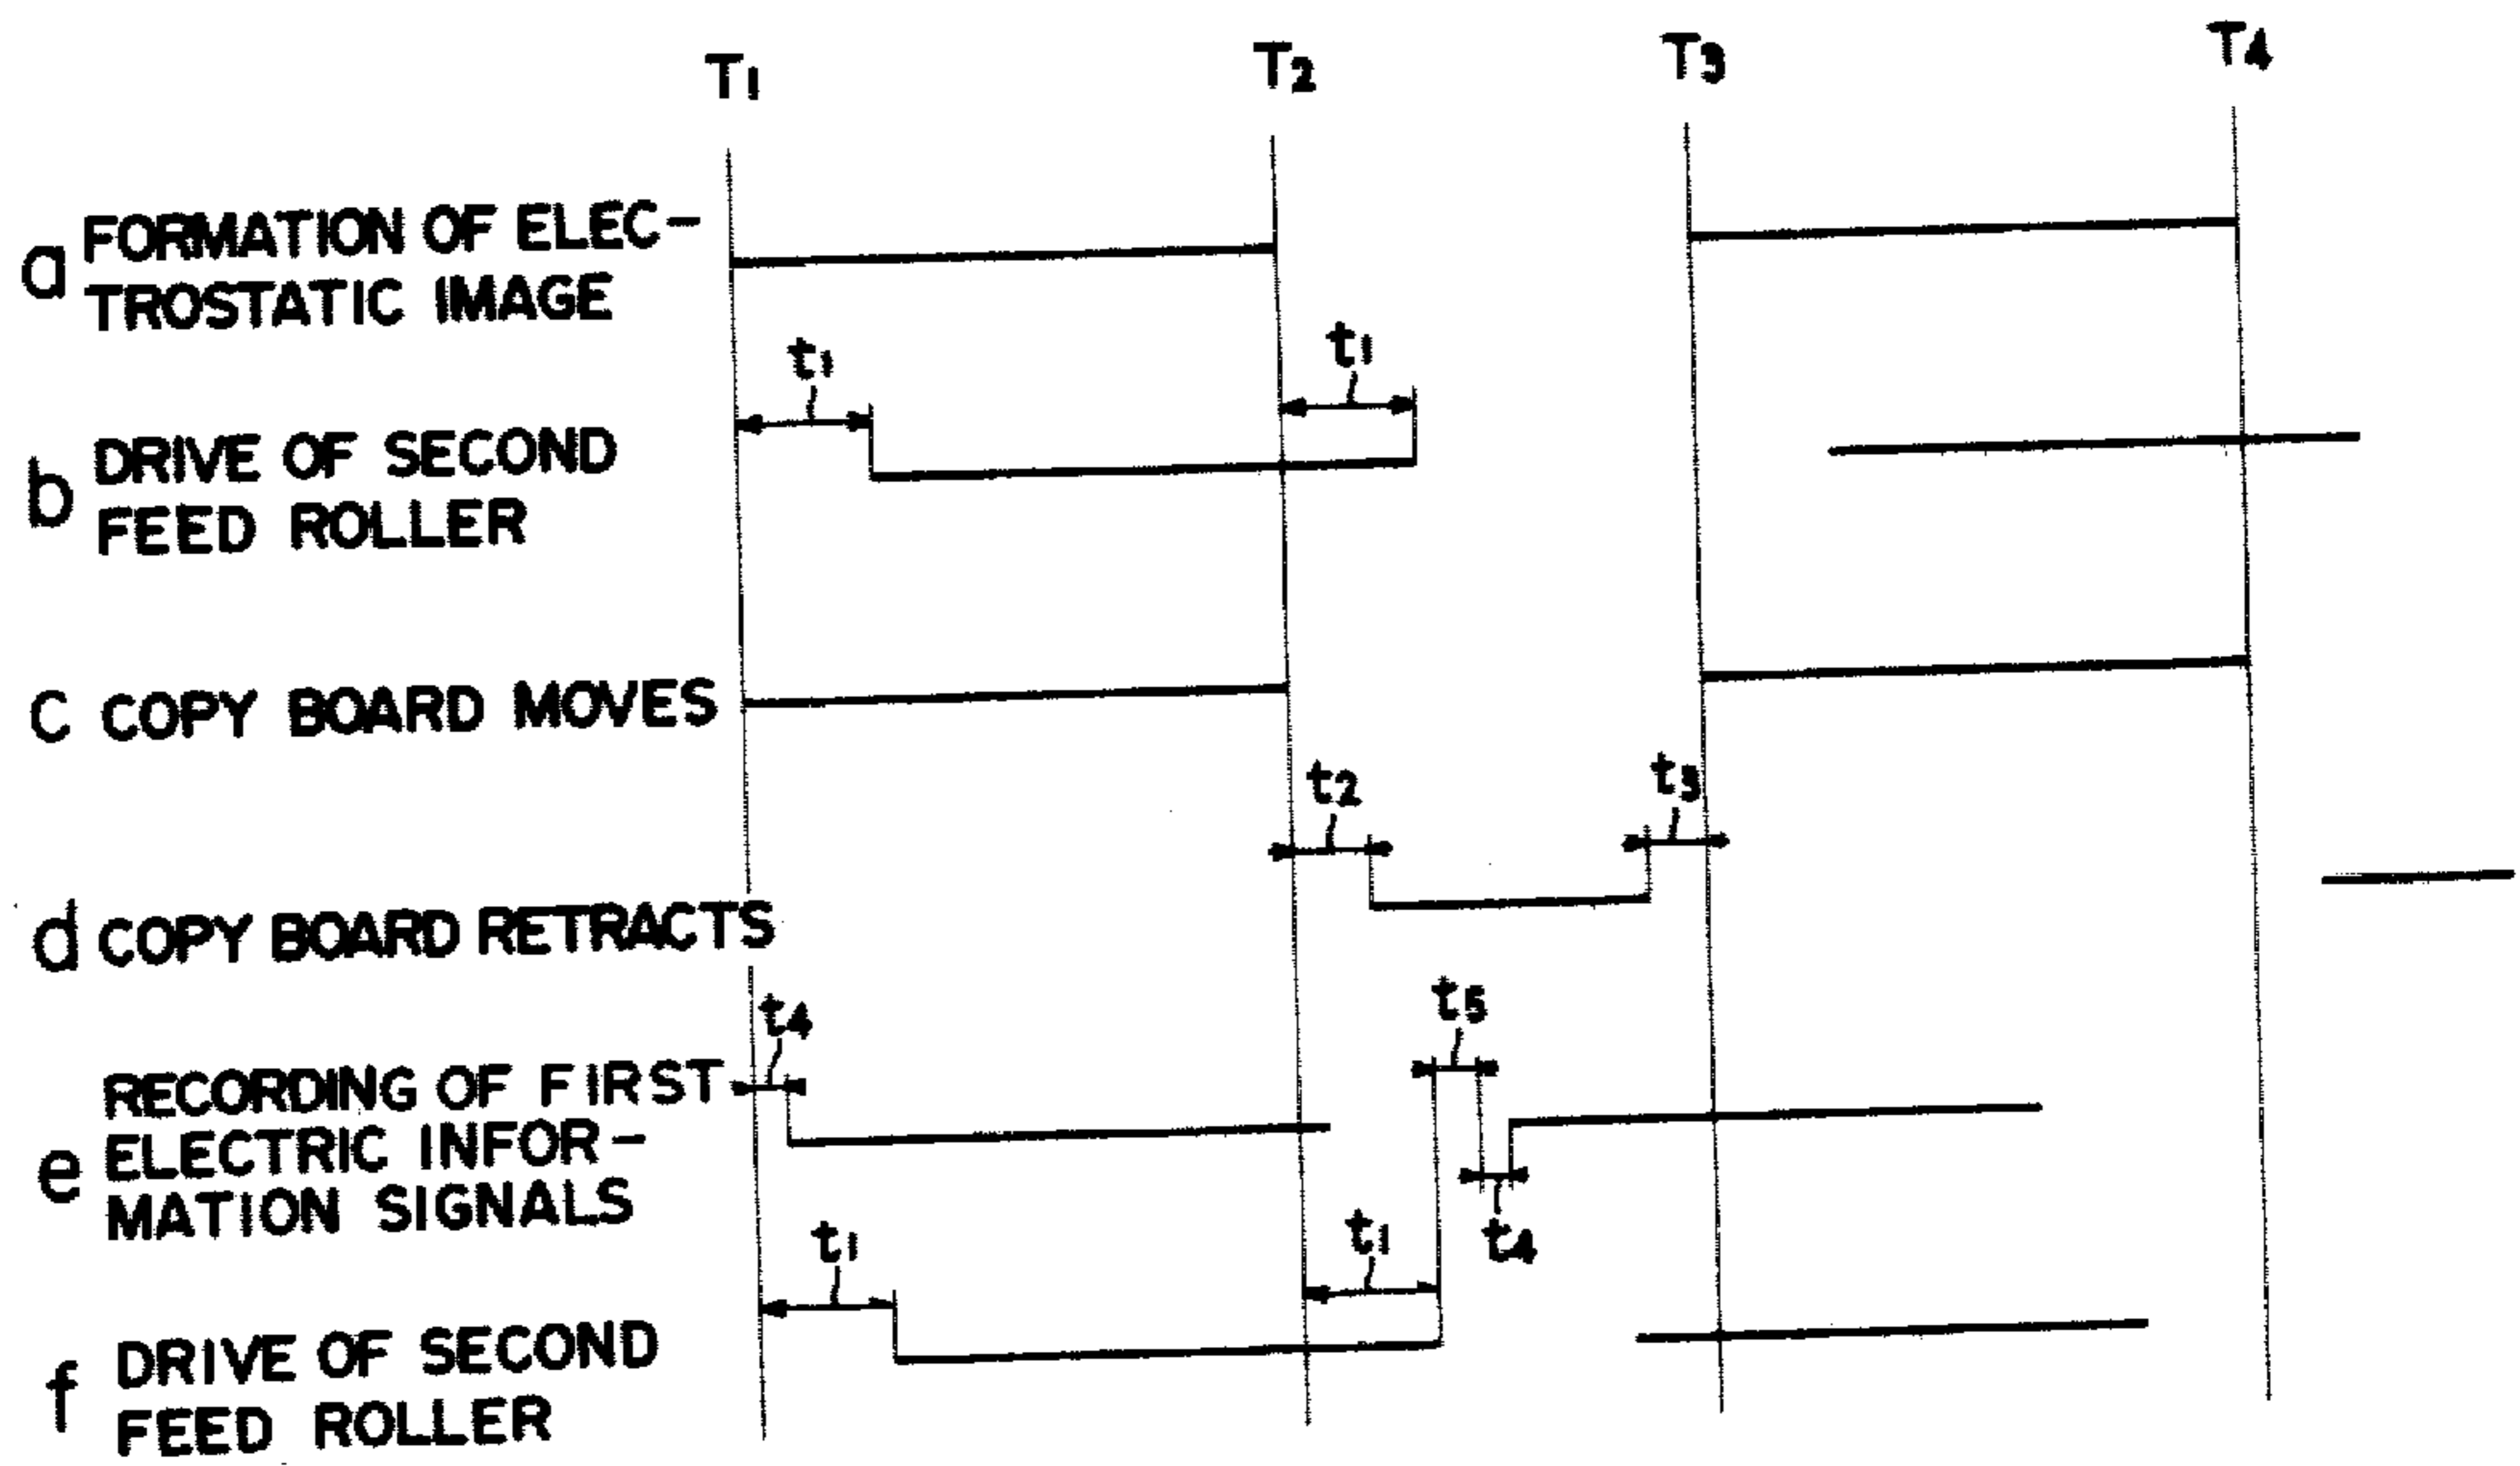 T1 T2 T3 T4
a FORMATION OF ELEC-
TROSTATIC IMAGE
t1 t1
b DRIVE OF SECOND
FEED ROLLER
c COPY BOARD MOVES
t2 t3
d COPY BOARD RETRACTS
t4 t5
e RECORDING OF FIRST
ELECTRIC INFOR-
MATION SIGNALS
t1 t1 t4
f DRIVE OF SECOND
FEED ROLLER